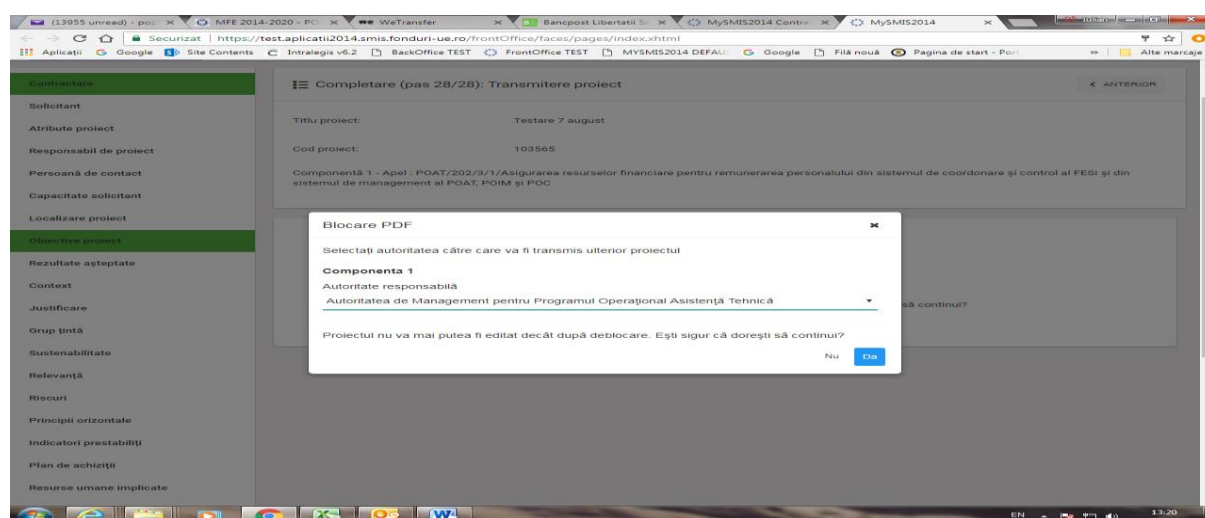 (13955 unread) - po
MFE 2014-2020 - PO
WeTransfer
Bancpost Libertatii S
MySMIS2014 Contra
MySMIS2014
Iulian
Securizat | https://test.aplicatii2014.smis.fonduri-ue.ro/frontOffice/faces/pages/index.xhtml
Aplicații Google Site Contents Intralegis v6.2 BackOffice TEST FrontOffice TEST MYSMIS2014 DEFAU Google Filă nouă Pagina de start - Por » Alte marcaje
Contractare
Solicitant
Atribute proiect
Responsabil de proiect
Persoană de contact
Capacitate solicitant
Localizare proiect
Obiective proiect
Rezultate așteptate
Context
Justificare
Grup țintă
Sustenabilitate
Relevanță
Riscuri
Principii orizontale
Indicatori prestabiliți
Plan de achiziții
Resurse umane implicate
Completare (pas 28/28): Transmitere proiect
< ANTERIOR
Titlu proiect: Testare 7 august
Cod proiect: 103565
Componentă 1 - Apel : POAT/202/3/1/Asigurarea resurselor financiare pentru remunerarea personalului din sistemul de coordonare și control al FESI și din
sistemul de management al POAT, POIM și POC
Blocare PDF
Selectați autoritatea către care va fi transmis ulterior proiectul
Componenta 1
Autoritate responsabilă
Autoritatea de Management pentru Programul Operațional Asistență Tehnică
să continui?
Proiectul nu va mai putea fi editat decât după deblocare. Ești sigur că dorești să continui?
Nu Da
EN 13:20